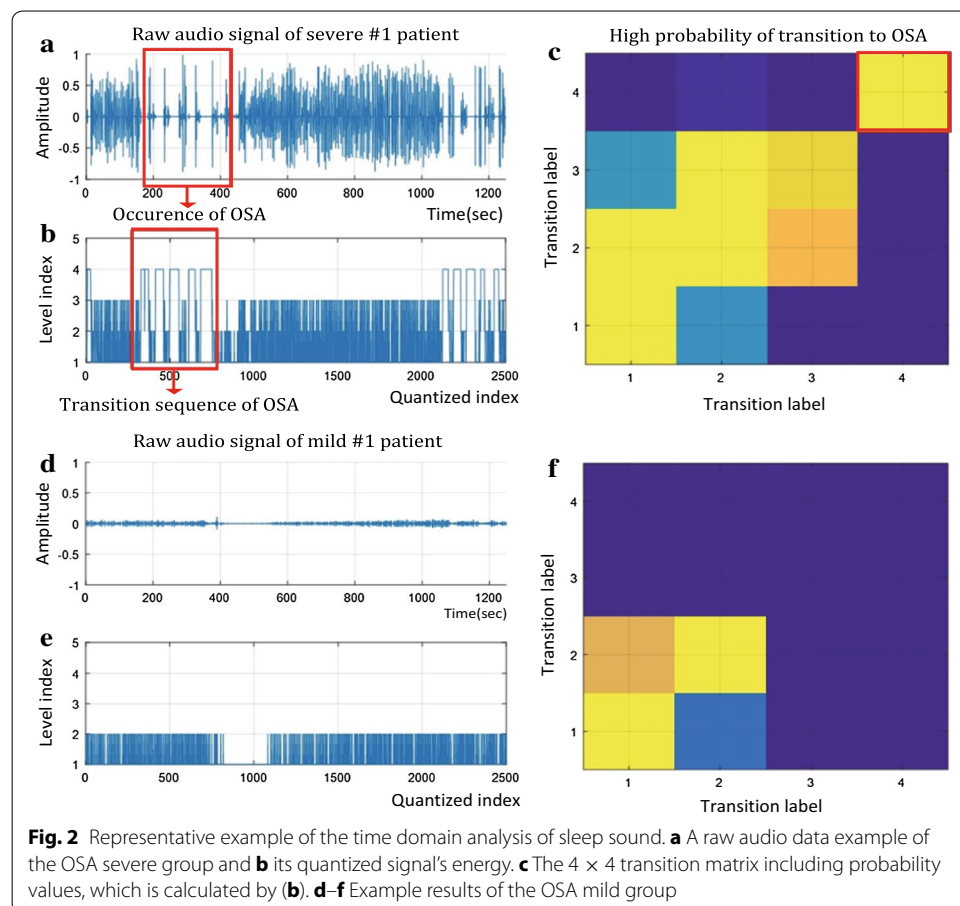 a
Raw audio signal of severe #1 patient
Amplitude
1
0.5
0
-0.5
-1
0 200 400 600 800 1000 1200
Occurence of OSA
Time(sec)
b
Level index
5
4
3
2
1
0 500 1000 1500 2000 2500
Quantized index
Transition sequence of OSA
High probability of transition to OSA
c
Transition label
Transition label
4
3
2
1
1 2 3 4
Transition label
Raw audio signal of mild #1 patient
d
Amplitude
1
0.5
0
-0.5
-1
0 200 400 600 800 1000 1200
Time(sec)
e
Level index
5
4
3
2
1
0 500 1000 1500 2000 2500
Quantized index
f
Transition label
Transition label
4
3
2
1
1 2 3 4
Transition label
Fig. 2 Representative example of the time domain analysis of sleep sound. a A raw audio data example of
the OSA severe group and b its quantized signal's energy. c The 4 × 4 transition matrix including probability
values, which is calculated by (b). d–f Example results of the OSA mild group